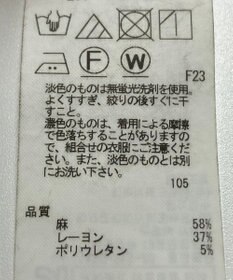 F
W
F23
淡色のものは無蛍光洗剤を使用。
よくすすぎ、絞りの後すぐに干
すこと。
濃色のものは、着用による摩擦
で色落ちすることがありますの
で、組合せの衣服にご注意くだ
さい。また、淡色のものとは別
にお洗い下さい。
105
品質
麻 58%
レーヨン 37%
ポリウレタン 5%